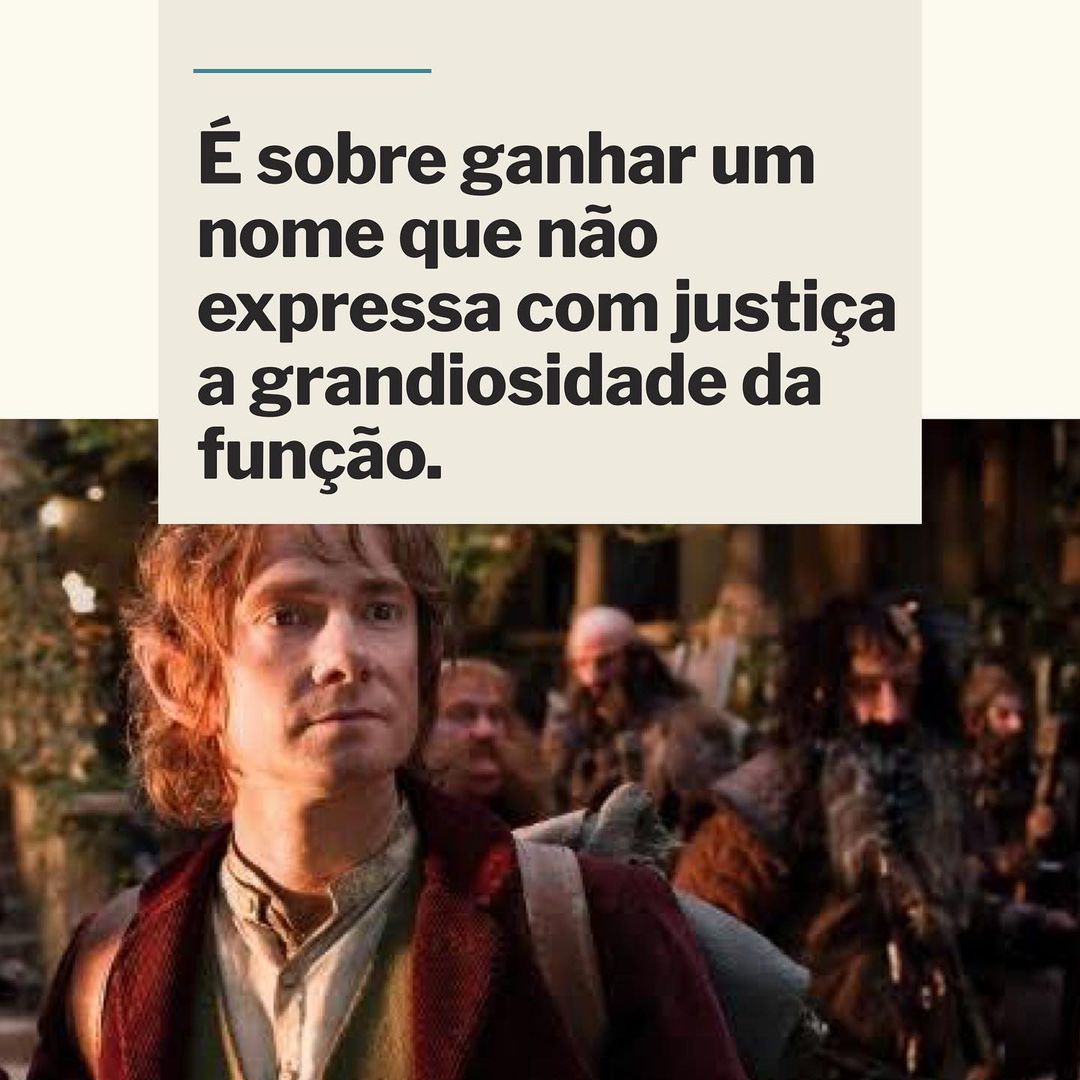 É sobre ganhar um
nome que não
expressa com justiça
a grandiosidade da
função.